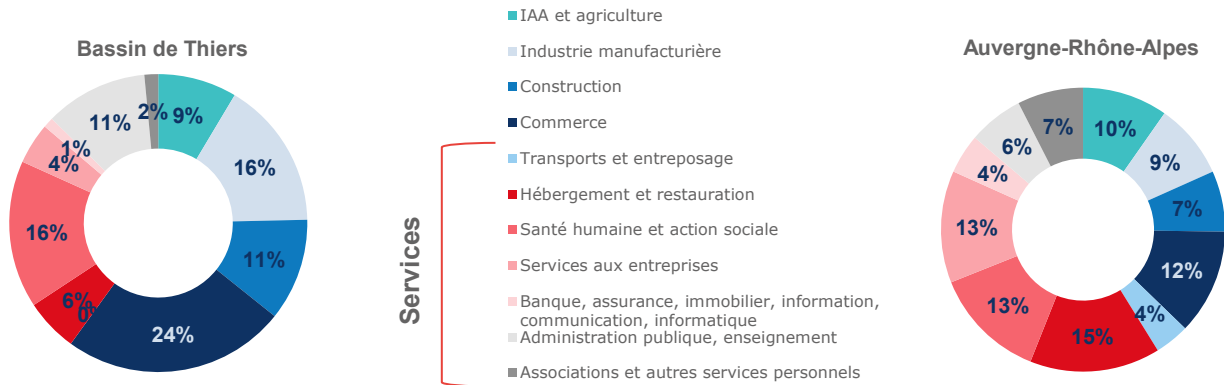 Bassin de Thiers
2%
9%
16%
11%
24%
0%
6%
16%
4%
1%
11%
IAA et agriculture
Industrie manufacturière
Construction
Commerce
Transports et entreposage
Hébergement et restauration
Santé humaine et action sociale
Services aux entreprises
Banque, assurance, immobilier, information,
communication, informatique
Administration publique, enseignement
Associations et autres services personnels
Services
Auvergne-Rhône-Alpes
7%
10%
9%
7%
12%
4%
15%
13%
13%
4%
6%